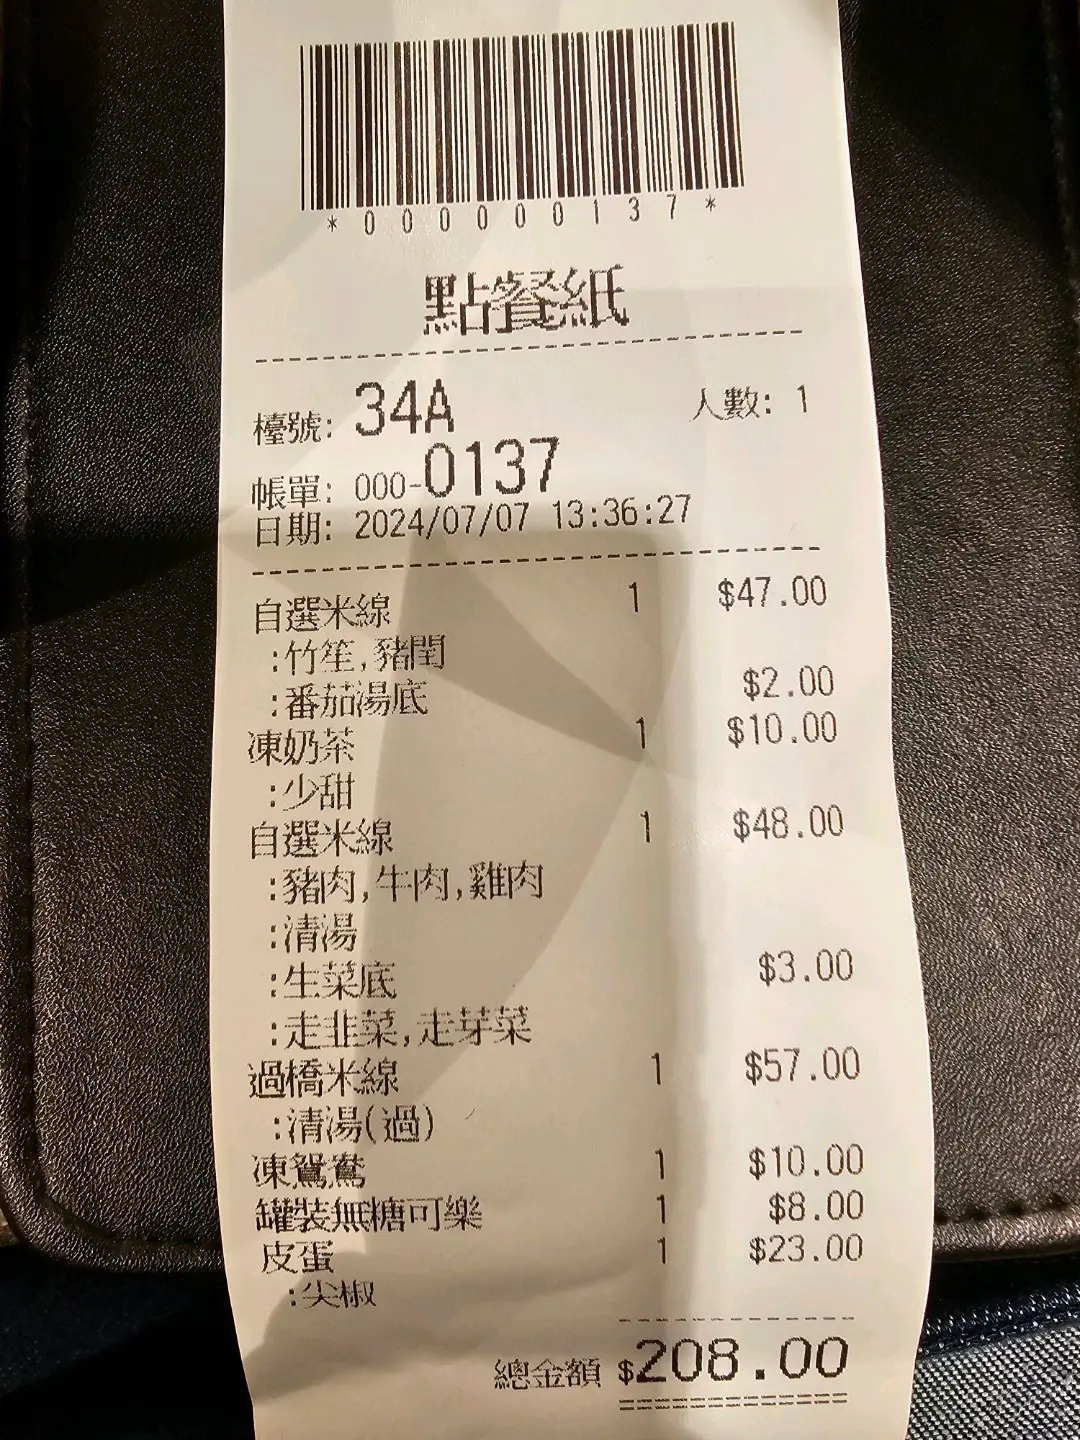 *000000137*
點餐紙
檯號: 34A 人數: 1
帳單: 000-0137
日期: 2024/07/07 13:36:27
自選米線 1 $47.00
:竹笙,豬閏
:番茄湯底 $2.00
凍奶茶 1 $10.00
:少甜
自選米線 1 $48.00
:豬肉,牛肉,雞肉
:清湯
:生菜底 $3.00
:走韭菜,走芽菜
過橋米線 1 $57.00
:清湯(過)
凍鴛鴦 1 $10.00
罐裝無糖可樂 1 $8.00
皮蛋 1 $23.00
:尖椒
總金額 $208.00